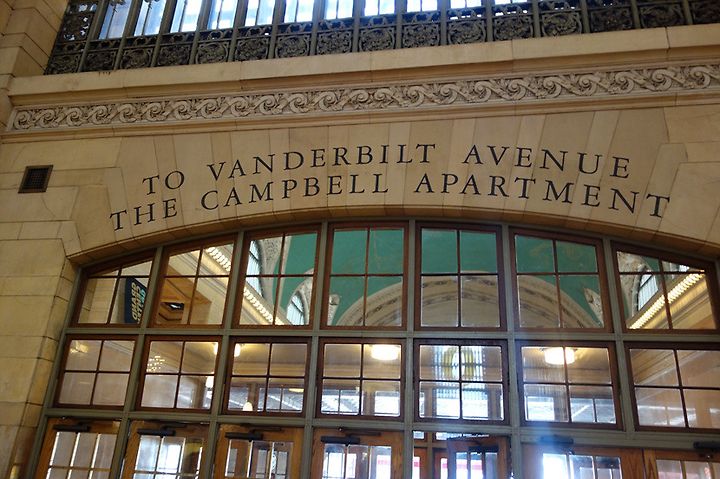 TO VANDERBILT AVENUE
THE CAMPBELL APARTMENT